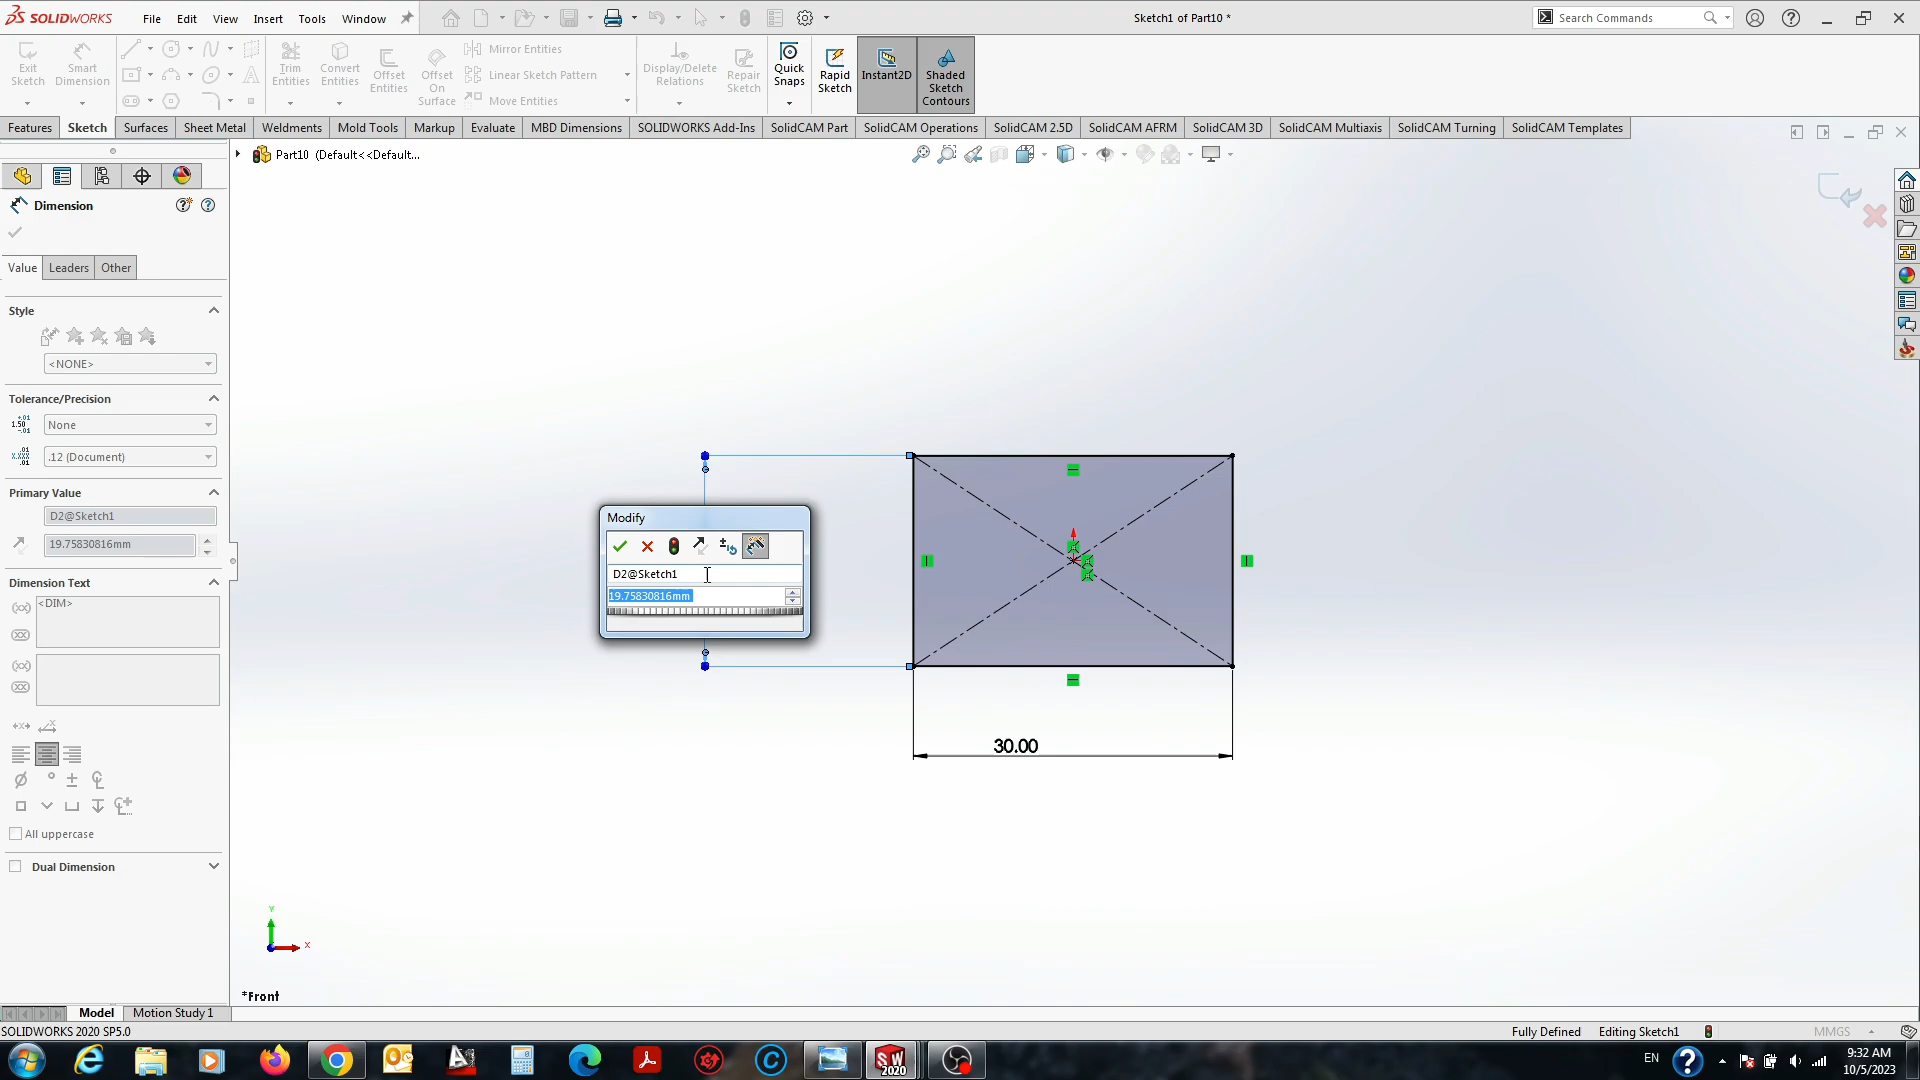 SOLIDWORKS File Edit View Insert Tools Window
Sketch1 of Part10 *
Search Commands
Exit Sketch
Smart Dimension
Trim Entities
Convert Entities
Offset Entities
Offset On Surface
Mirror Entities
Linear Sketch Pattern
Move Entities
Display/Delete Relations
Repair Sketch
Quick Snaps
Rapid Sketch
Instant2D
Shaded Sketch Contours
Features Sketch Surfaces Sheet Metal Weldments Mold Tools Markup Evaluate MBD Dimensions SOLIDWORKS Add-Ins SolidCAM Part SolidCAM Operations SolidCAM 2.5D SolidCAM AFRM SolidCAM 3D SolidCAM Multiaxis SolidCAM Turning SolidCAM Templates
Part10 (Default<<Default...
Dimension
Value Leaders Other
Style
<NONE>
Tolerance/Precision
None
.12 (Document)
Primary Value
D2@Sketch1
19.75830816mm
Dimension Text
<DIM>
All uppercase
Dual Dimension
Modify
D2@Sketch1
19.75830816mm
30.00
Y
X
*Front
Model Motion Study 1
SOLIDWORKS 2020 SP5.0
Fully Defined Editing Sketch1 MMGS
EN
9:32 AM
10/5/2023